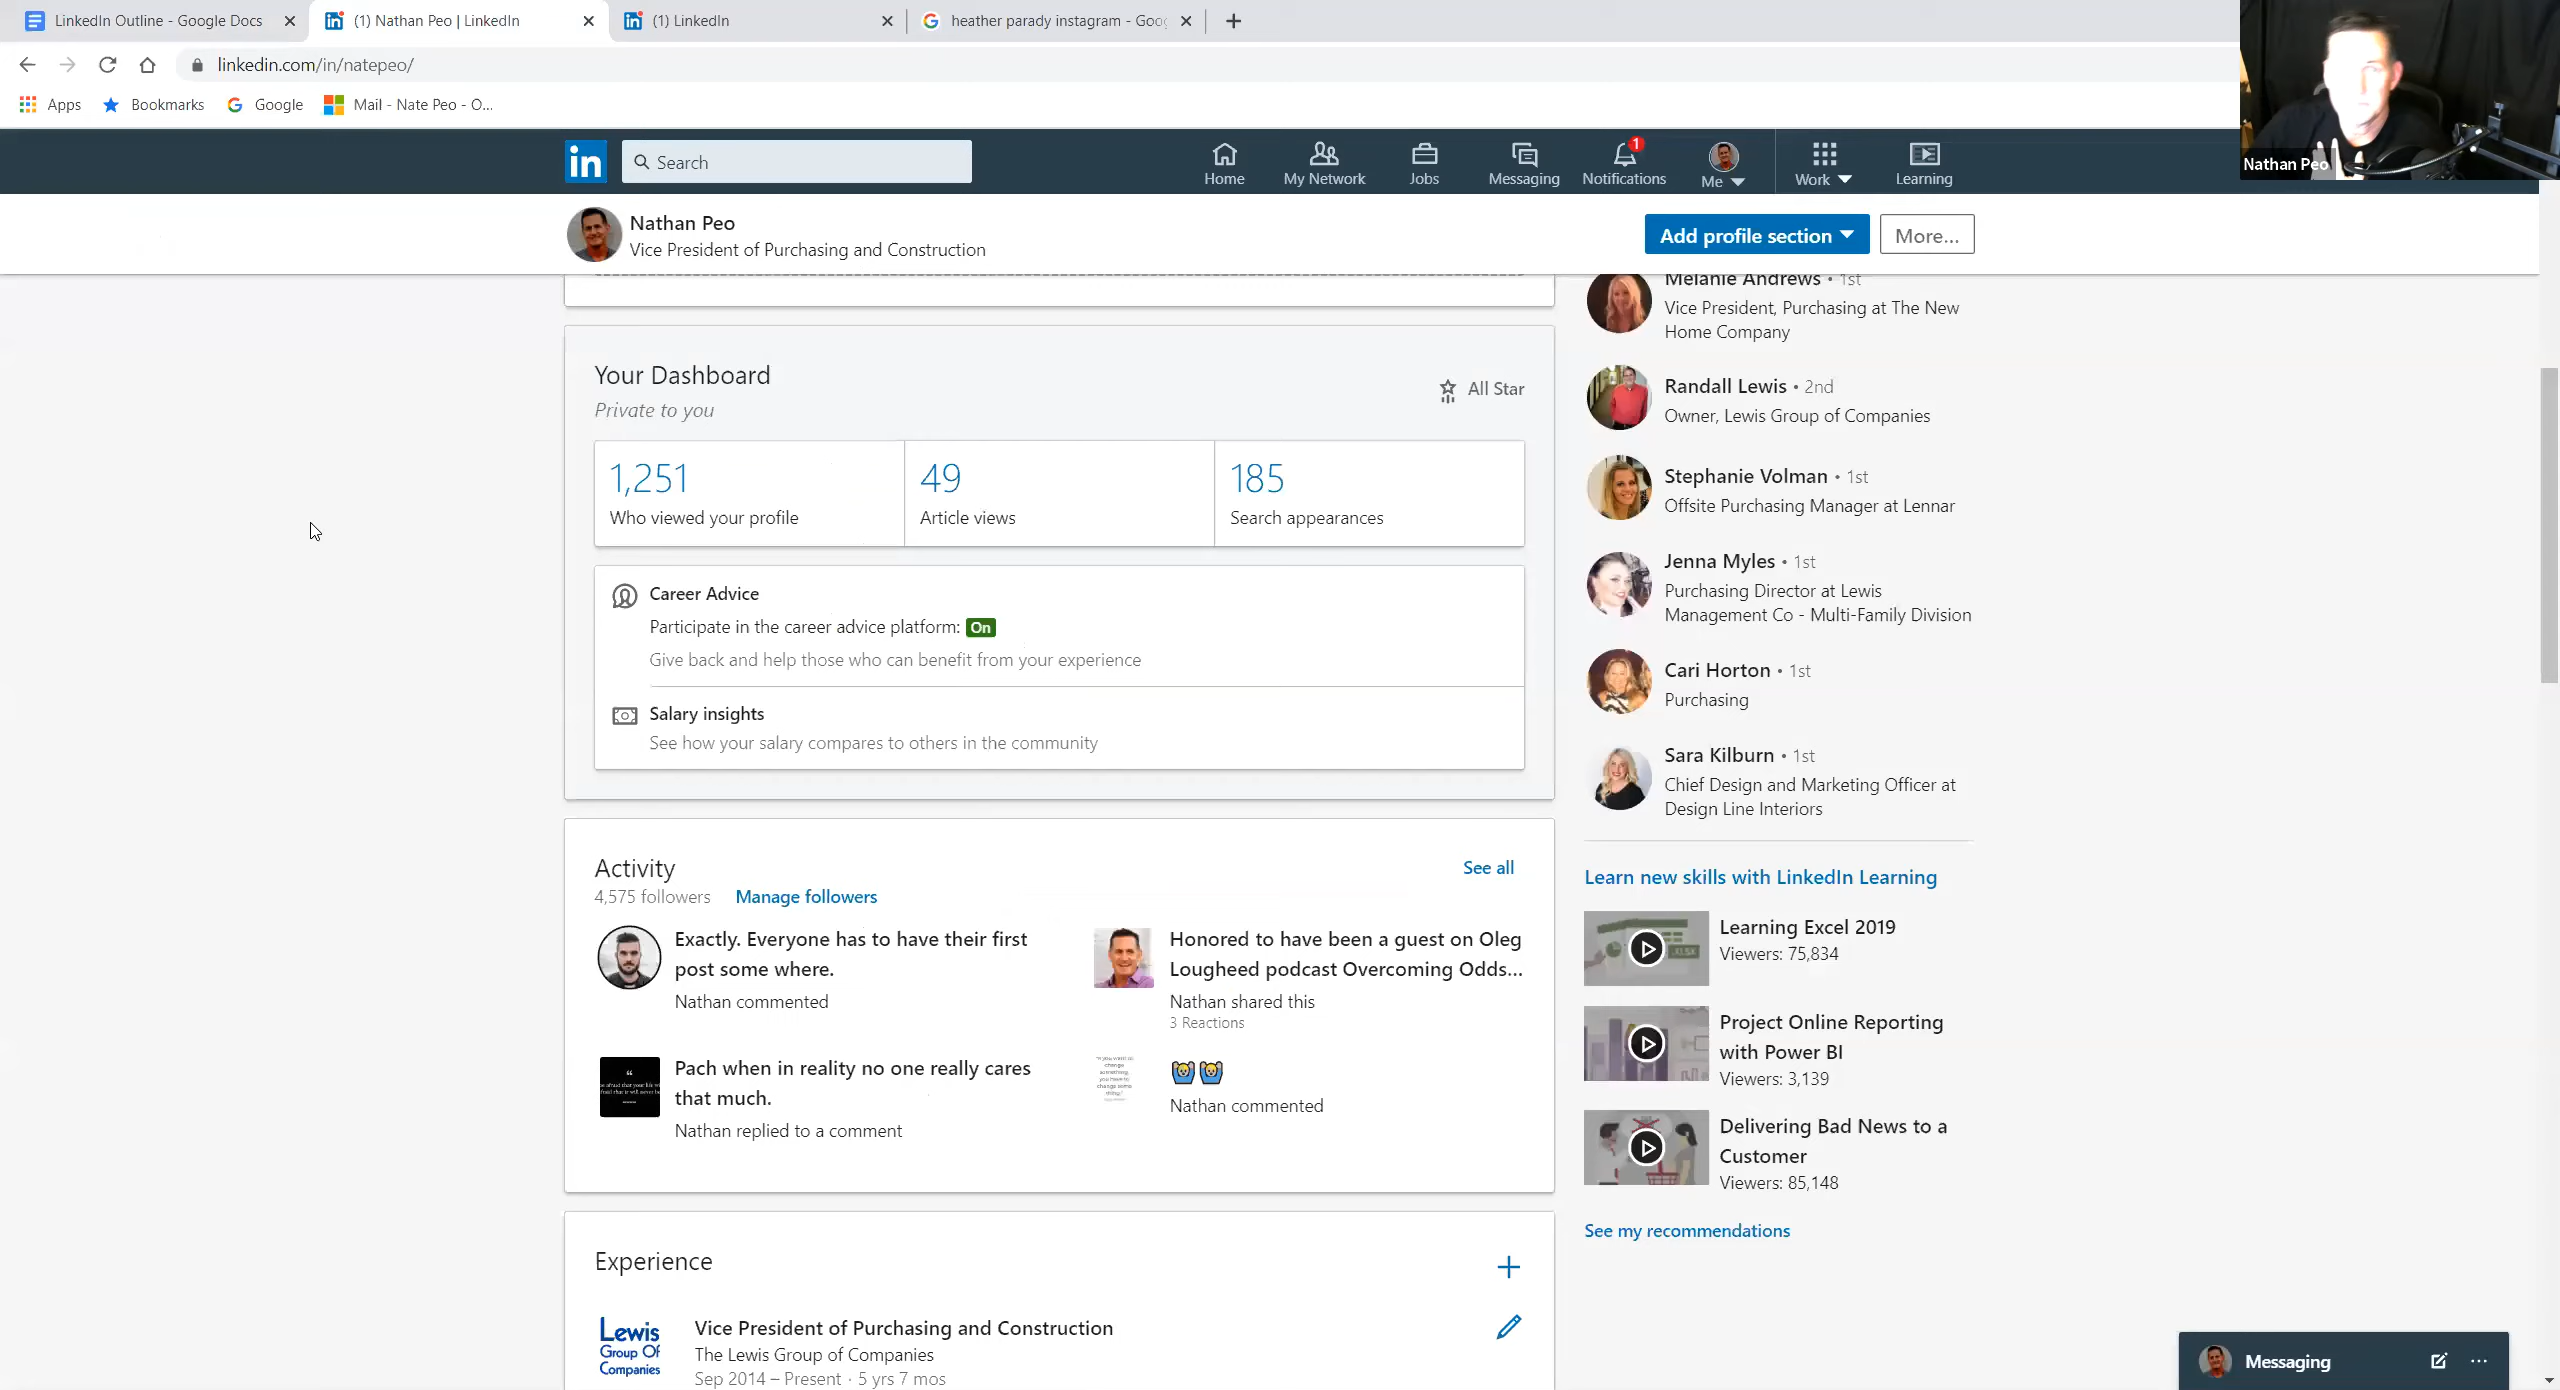 LinkedIn Outline - Google Docs
(1) Nathan Peo | LinkedIn
(1) LinkedIn
heather parady instagram - Goo
linkedin.com/in/natepeo/
Apps
Bookmarks
Google
Mail - Nate Peo - O...
Nathan Peo
in
Search
Home
My Network
Jobs
Messaging
1
Notifications
Me
Work
Learning
Nathan Peo
Vice President of Purchasing and Construction
Add profile section
More...
Your Dashboard
Private to you
All Star
1,251
Who viewed your profile
49
Article views
185
Search appearances
Career Advice
Participate in the career advice platform: On
Give back and help those who can benefit from your experience
Salary insights
See how your salary compares to others in the community
Activity
4,575 followers
Manage followers
See all
Exactly. Everyone has to have their first
post some where.
Nathan commented
Honored to have been a guest on Oleg
Lougheed podcast Overcoming Odds...
Nathan shared this
3 Reactions
Pach when in reality no one really cares
that much.
Nathan replied to a comment
Nathan commented
Experience
Lewis
Group Of
Companies
Vice President of Purchasing and Construction
The Lewis Group of Companies
Sep 2014 – Present · 5 yrs 7 mos
Melanie Andrews • 1st
Vice President, Purchasing at The New
Home Company
Randall Lewis • 2nd
Owner, Lewis Group of Companies
Stephanie Volman • 1st
Offsite Purchasing Manager at Lennar
Jenna Myles • 1st
Purchasing Director at Lewis
Management Co - Multi-Family Division
Cari Horton • 1st
Purchasing
Sara Kilburn • 1st
Chief Design and Marketing Officer at
Design Line Interiors
Learn new skills with LinkedIn Learning
Learning Excel 2019
Viewers: 75,834
Project Online Reporting
with Power BI
Viewers: 3,139
Delivering Bad News to a
Customer
Viewers: 85,148
See my recommendations
Messaging